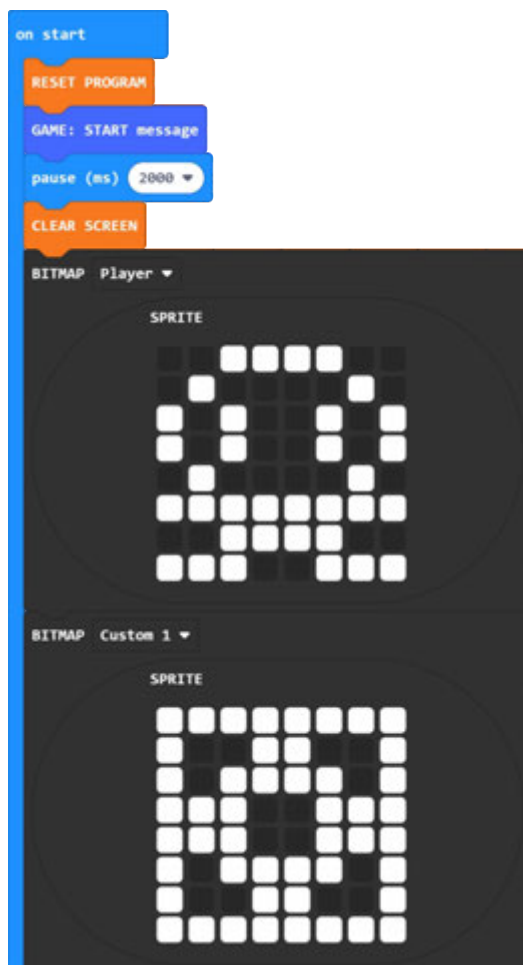 on start
RESET PROGRAM
GAME: START message
pause (ms) 2000
CLEAR SCREEN
BITMAP Player
SPRITE
BITMAP Custom 1
SPRITE